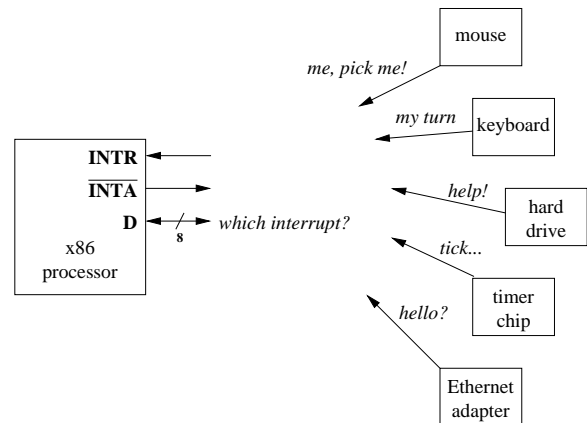 mouse
me, pick me!
my turn
keyboard
INTR
INTA
help!
D
8
which interrupt?
hard
drive
x86
processor
tick...
timer
chip
hello?
Ethernet
adapter